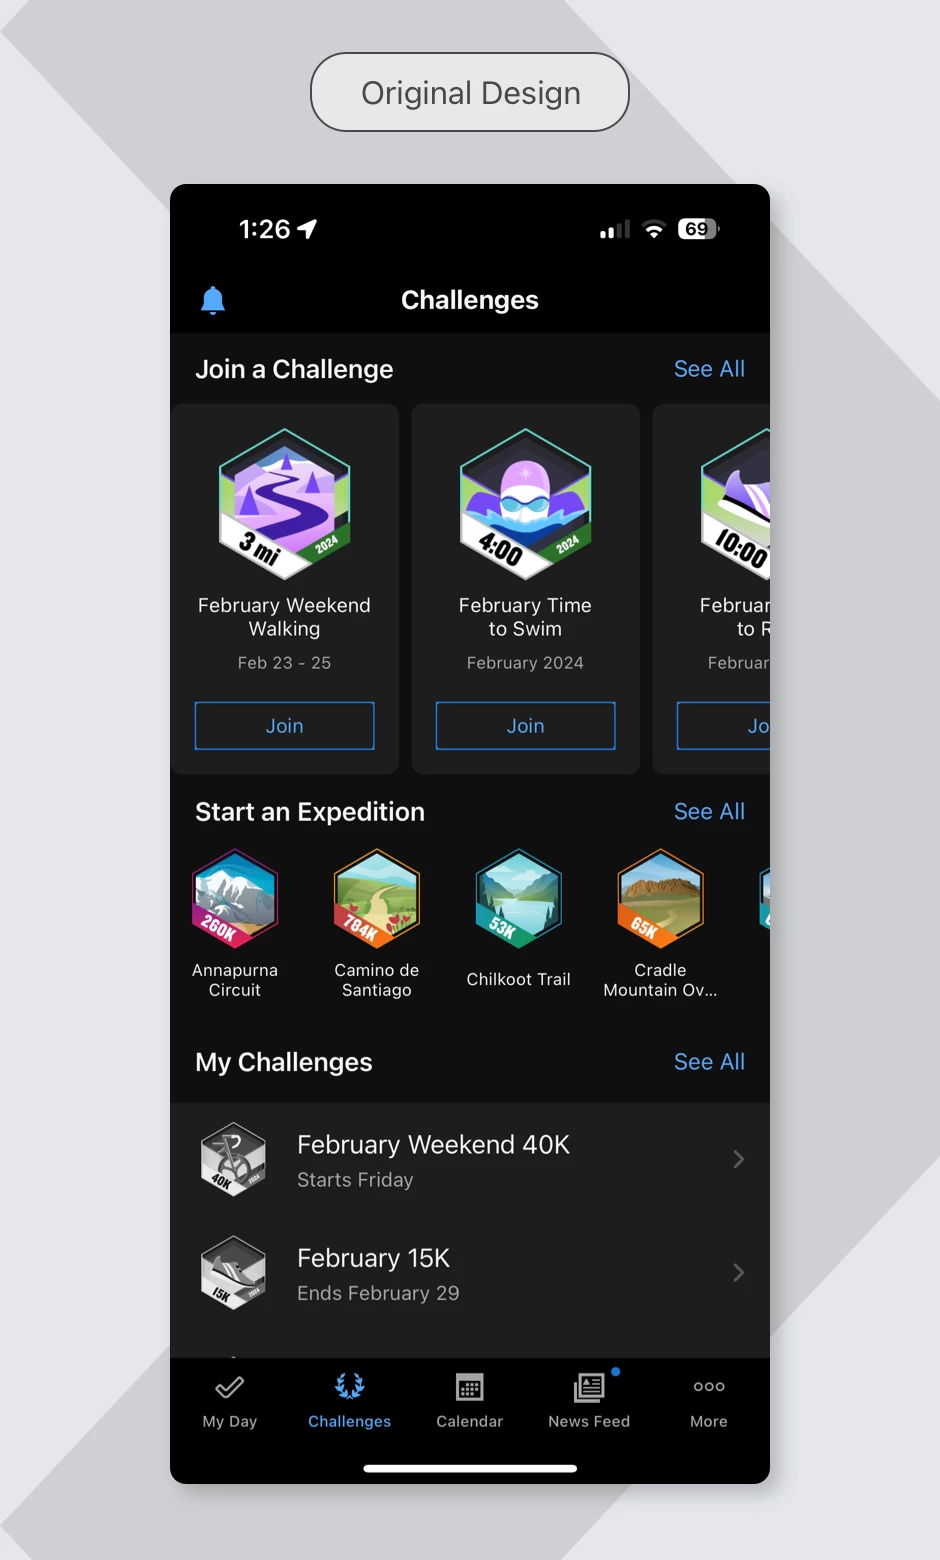 Original Design
1:26
69
Challenges
Join a Challenge
See All
3 mi
2024
4:00
2024
10:00
February Weekend
Walking
Feb 23 - 25
Join
February Time
to Swim
February 2024
Join
Februar
to R
Februar
Jo
Start an Expedition
See All
260K
784K
53K
65K
Annapurna
Circuit
Camino de
Santiago
Chilkoot Trail
Cradle
Mountain Ov...
My Challenges
See All
40K
2024
February Weekend 40K
Starts Friday
15K
2024
February 15K
Ends February 29
My Day
Challenges
Calendar
News Feed
More